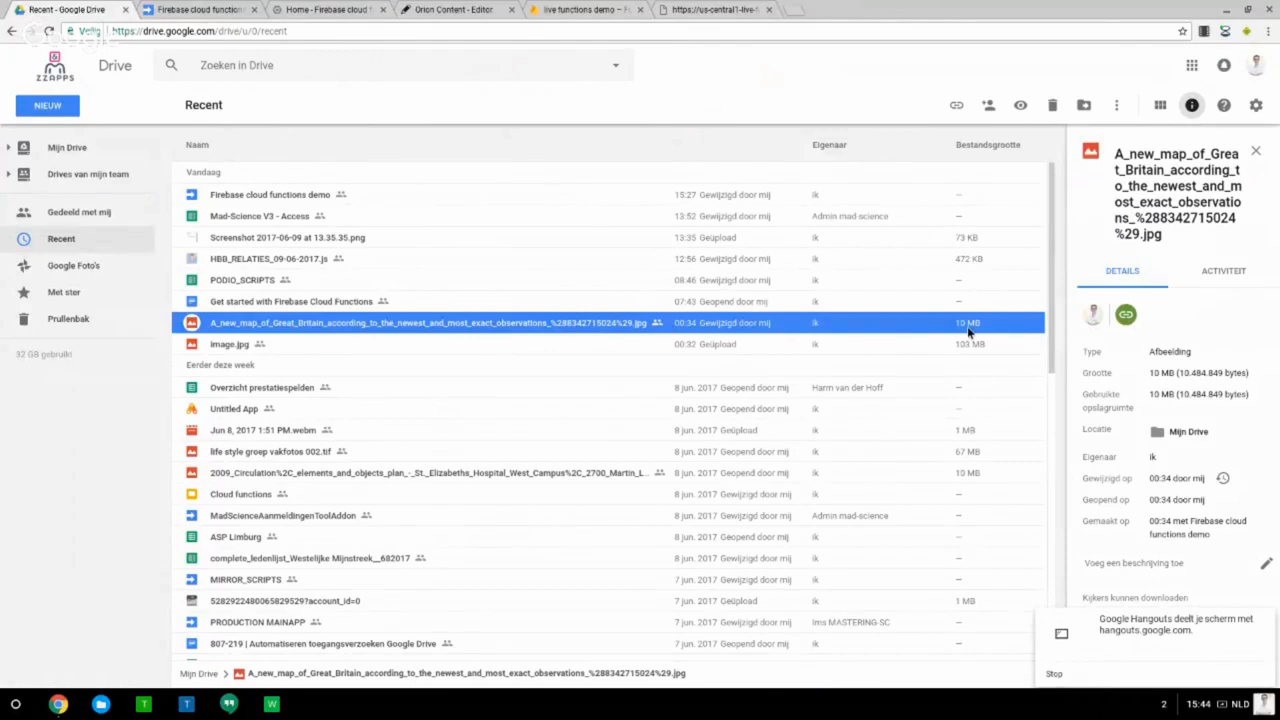 Recent - Google Drive
Firebase cloud function
Home - Firebase cloud f
Orion Content - Editor
live functions demo – F
https://us-central1-live-f
Veilig
https://drive.google.com/drive/u/0/recent
ZZAPPS
Drive
Zoeken in Drive
NIEUW
Recent
Mijn Drive
Drives van mijn team
Gedeeld met mij
Recent
Google Foto's
Met ster
Prullenbak
32 GB gebruikt
Naam Eigenaar Bestandsgrootte
Vandaag
Firebase cloud functions demo 15:27 Gewijzigd door mij ik –
Mad-Science V3 - Access 13:52 Gewijzigd door mij Admin mad-science –
Screenshot 2017-06-09 at 13.35.35.png 13:35 Geüpload ik 73 KB
HBB_RELATIES_09-06-2017.js 12:56 Gewijzigd door mij ik 472 KB
PODIO_SCRIPTS 08:46 Gewijzigd door mij ik –
Get started with Firebase Cloud Functions 07:43 Geopend door mij ik –
A_new_map_of_Great_Britain_according_to_the_newest_and_most_exact_observations_%288342715024%29.jpg 00:34 Gewijzigd door mij ik 10 MB
image.jpg 00:32 Geüpload ik 103 MB
Eerder deze week
Overzicht prestatiespelden 8 jun. 2017 Geopend door mij Harm van der Hoff –
Untitled App 8 jun. 2017 Geopend door mij ik –
Jun 8, 2017 1:51 PM.webm 8 jun. 2017 Geüpload ik 1 MB
life style groep vakfotos 002.tif 8 jun. 2017 Geopend door mij ik 67 MB
2009_Circulation%2C_elements_and_objects_plan_-_St._Elizabeths_Hospital_West_Campus%2C_2700_Martin_L... 8 jun. 2017 Gewijzigd door mij ik 10 MB
Cloud functions 8 jun. 2017 Gewijzigd door mij ik –
MadScienceAanmeldingenToolAddon 8 jun. 2017 Gewijzigd door mij Admin mad-science –
ASP Limburg 8 jun. 2017 Geopend door mij ik –
complete_ledenlijst_Westelijke Mijnstreek__682017 8 jun. 2017 Gewijzigd door mij ik –
MIRROR_SCRIPTS 7 jun. 2017 Gewijzigd door mij ik –
5282922480065829529?account_id=0 7 jun. 2017 Geüpload ik 1 MB
PRODUCTION MAINAPP 7 jun. 2017 Gewijzigd door mij Ims MASTERING-SC –
807-219 | Automatiseren toegangsverzoeken Google Drive 7 jun. 2017 Gewijzigd door mij ik –
Mijn Drive > A_new_map_of_Great_Britain_according_to_the_newest_and_most_exact_observations_%288342715024%29.jpg
A_new_map_of_Grea
t_Britain_according_t
o_the_newest_and_m
ost_exact_observatio
ns_%288342715024
%29.jpg
DETAILS ACTIVITEIT
Type Afbeelding
Grootte 10 MB (10.484.849 bytes)
Gebruikte opslagruimte 10 MB (10.484.849 bytes)
Locatie Mijn Drive
Eigenaar ik
Gewijzigd op 00:34 door mij
Geopend op 00:34 door mij
Gemaakt op 00:34 met Firebase cloud
functions demo
Voeg een beschrijving toe
Kijkers kunnen downloaden
Google Hangouts deelt je scherm met
hangouts.google.com.
Stop
T T W
2 15:44 NLD